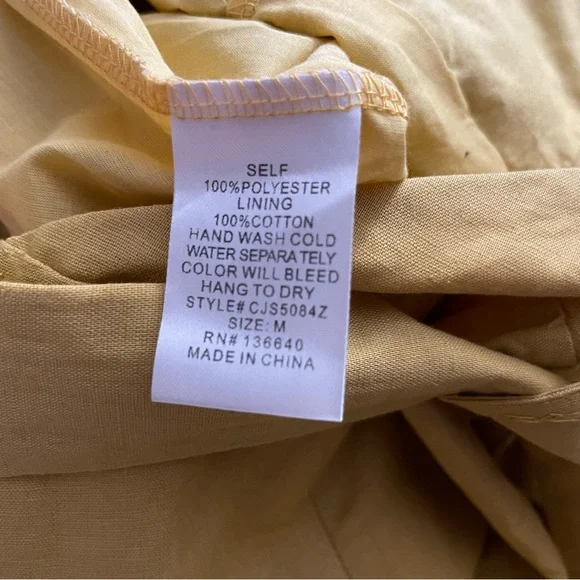 SELF
100%POLYESTER
LINING
100%COTTON
HAND WASH COLD
WATER SEPARATELY
COLOR WILL BLEED
HANG TO DRY
STYLE# CJS5084Z
SIZE: M
RN# 136640
MADE IN CHINA